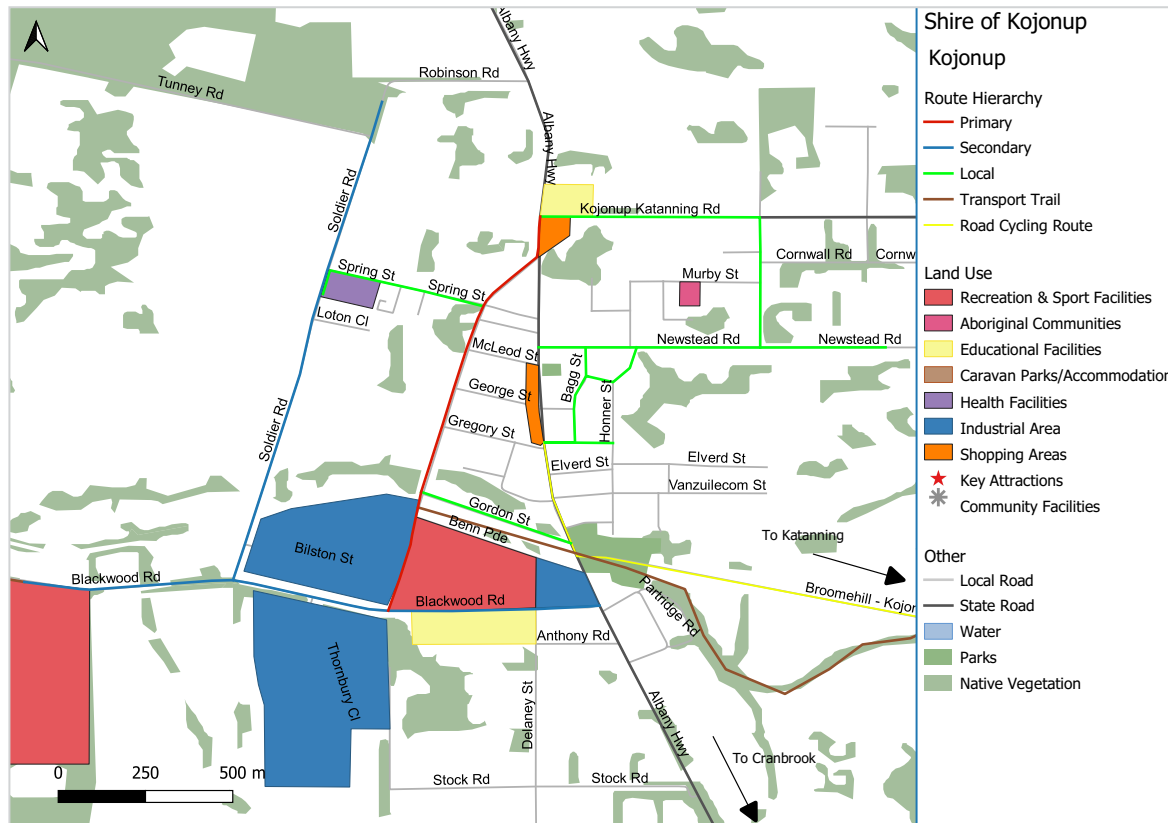 Shire of Kojonup
Kojonup
Route Hierarchy
Primary
Secondary
Local
Transport Trail
Road Cycling Route
Land Use
Recreation & Sport Facilities
Aboriginal Communities
Educational Facilities
Caravan Parks/Accommodation
Health Facilities
Industrial Area
Shopping Areas
Key Attractions
Community Facilities
Other
Local Road
State Road
Water
Parks
Native Vegetation
Albany Hwy
Robinson Rd
Tunney Rd
Albany Hwy
Soldier Rd
Kojonup Katanning Rd
Cornwall Rd
Cornw
Spring St
Spring St
Murby St
Loton Cl
McLeod St
Newstead Rd
Newstead Rd
Bagg St
George St
Honner St
Soldier Rd
Gregory St
Elverd St
Elverd St
Vanzuilecom St
Gordon St
Benn Pde
To Katanning
Bilston St
Blackwood Rd
Blackwood Rd
Broomehill - Kojon
Partridge Rd
Anthony Rd
Thornbury Cl
Delaney St
Albany Hwy
To Cranbrook
Stock Rd
Stock Rd
0 250 500 m